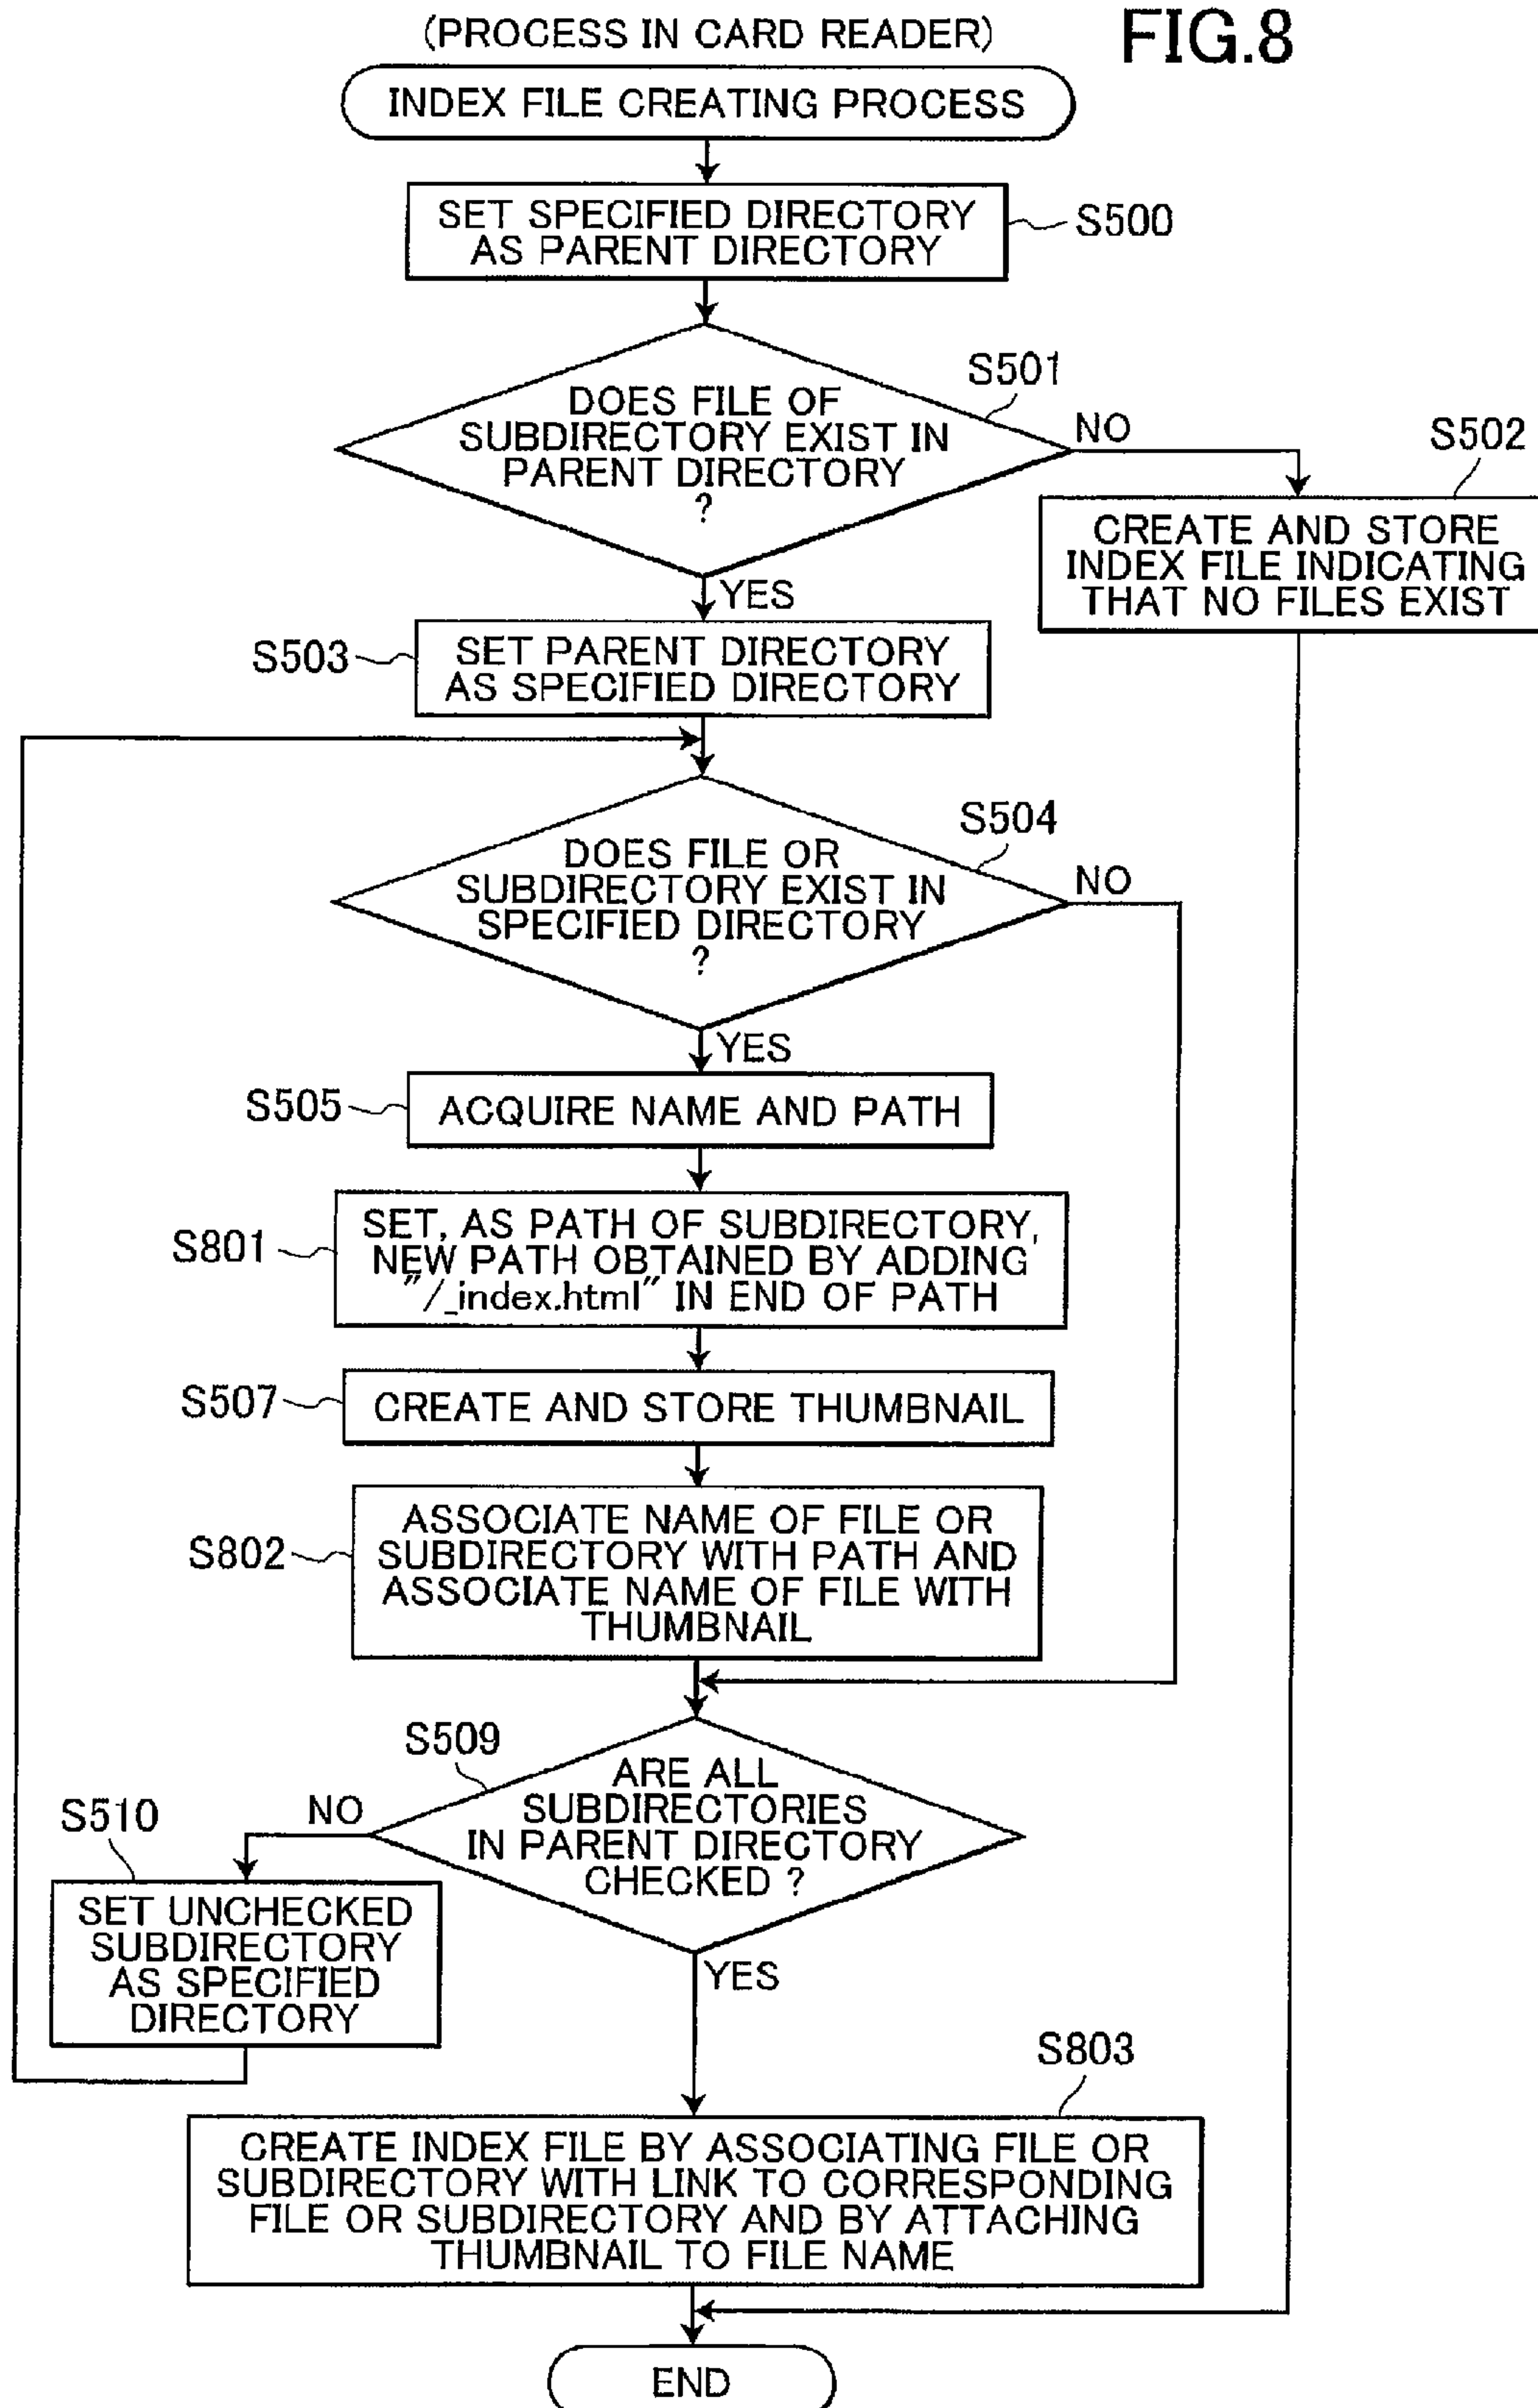 (PROCESS IN CARD READER)
FIG.8
INDEX FILE CREATING PROCESS
SET SPECIFIED DIRECTORY
AS PARENT DIRECTORY
S500
DOES FILE OF
SUBDIRECTORY EXIST IN
PARENT DIRECTORY
?
S501
NO
S502
CREATE AND STORE
INDEX FILE INDICATING
THAT NO FILES EXIST
YES
S503
SET PARENT DIRECTORY
AS SPECIFIED DIRECTORY
S504
DOES FILE OR
SUBDIRECTORY EXIST IN
SPECIFIED DIRECTORY
?
NO
YES
S505
ACQUIRE NAME AND PATH
S801
SET, AS PATH OF SUBDIRECTORY,
NEW PATH OBTAINED BY ADDING
"/_index.html" IN END OF PATH
S507
CREATE AND STORE THUMBNAIL
S802
ASSOCIATE NAME OF FILE OR
SUBDIRECTORY WITH PATH AND
ASSOCIATE NAME OF FILE WITH
THUMBNAIL
S509
ARE ALL
SUBDIRECTORIES
IN PARENT DIRECTORY
CHECKED ?
NO
S510
SET UNCHECKED
SUBDIRECTORY
AS SPECIFIED
DIRECTORY
YES
S803
CREATE INDEX FILE BY ASSOCIATING FILE OR
SUBDIRECTORY WITH LINK TO CORRESPONDING
FILE OR SUBDIRECTORY AND BY ATTACHING
THUMBNAIL TO FILE NAME
END